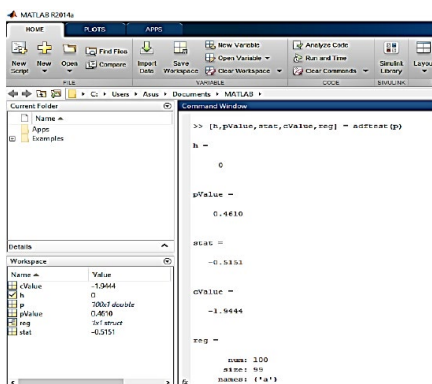 MATLAB R2014a
HOME PLOTS APPS
New Script New Open Find Files Compare Import Data Save Workspace New Variable Open Variable Clear Workspace Analyze Code Run and Time Clear Commands Simulink Library Layou
FILE VARIABLE CODE SIMULINK
C: Users Asus Documents MATLAB
Current Folder
Name
Apps
Examples
Details
Workspace
Name Value
cValue -1.9444
h 0
p 100x1 double
pValue 0.4610
reg 1x1 struct
stat -0.5151
Command Window
>> [h,pValue,stat,cValue,reg] = adftest(p)
h =
0
pValue =
0.4610
stat =
-0.5151
cValue =
-1.9444
reg =
num: 100
size: 99
names: {'a'}
fx